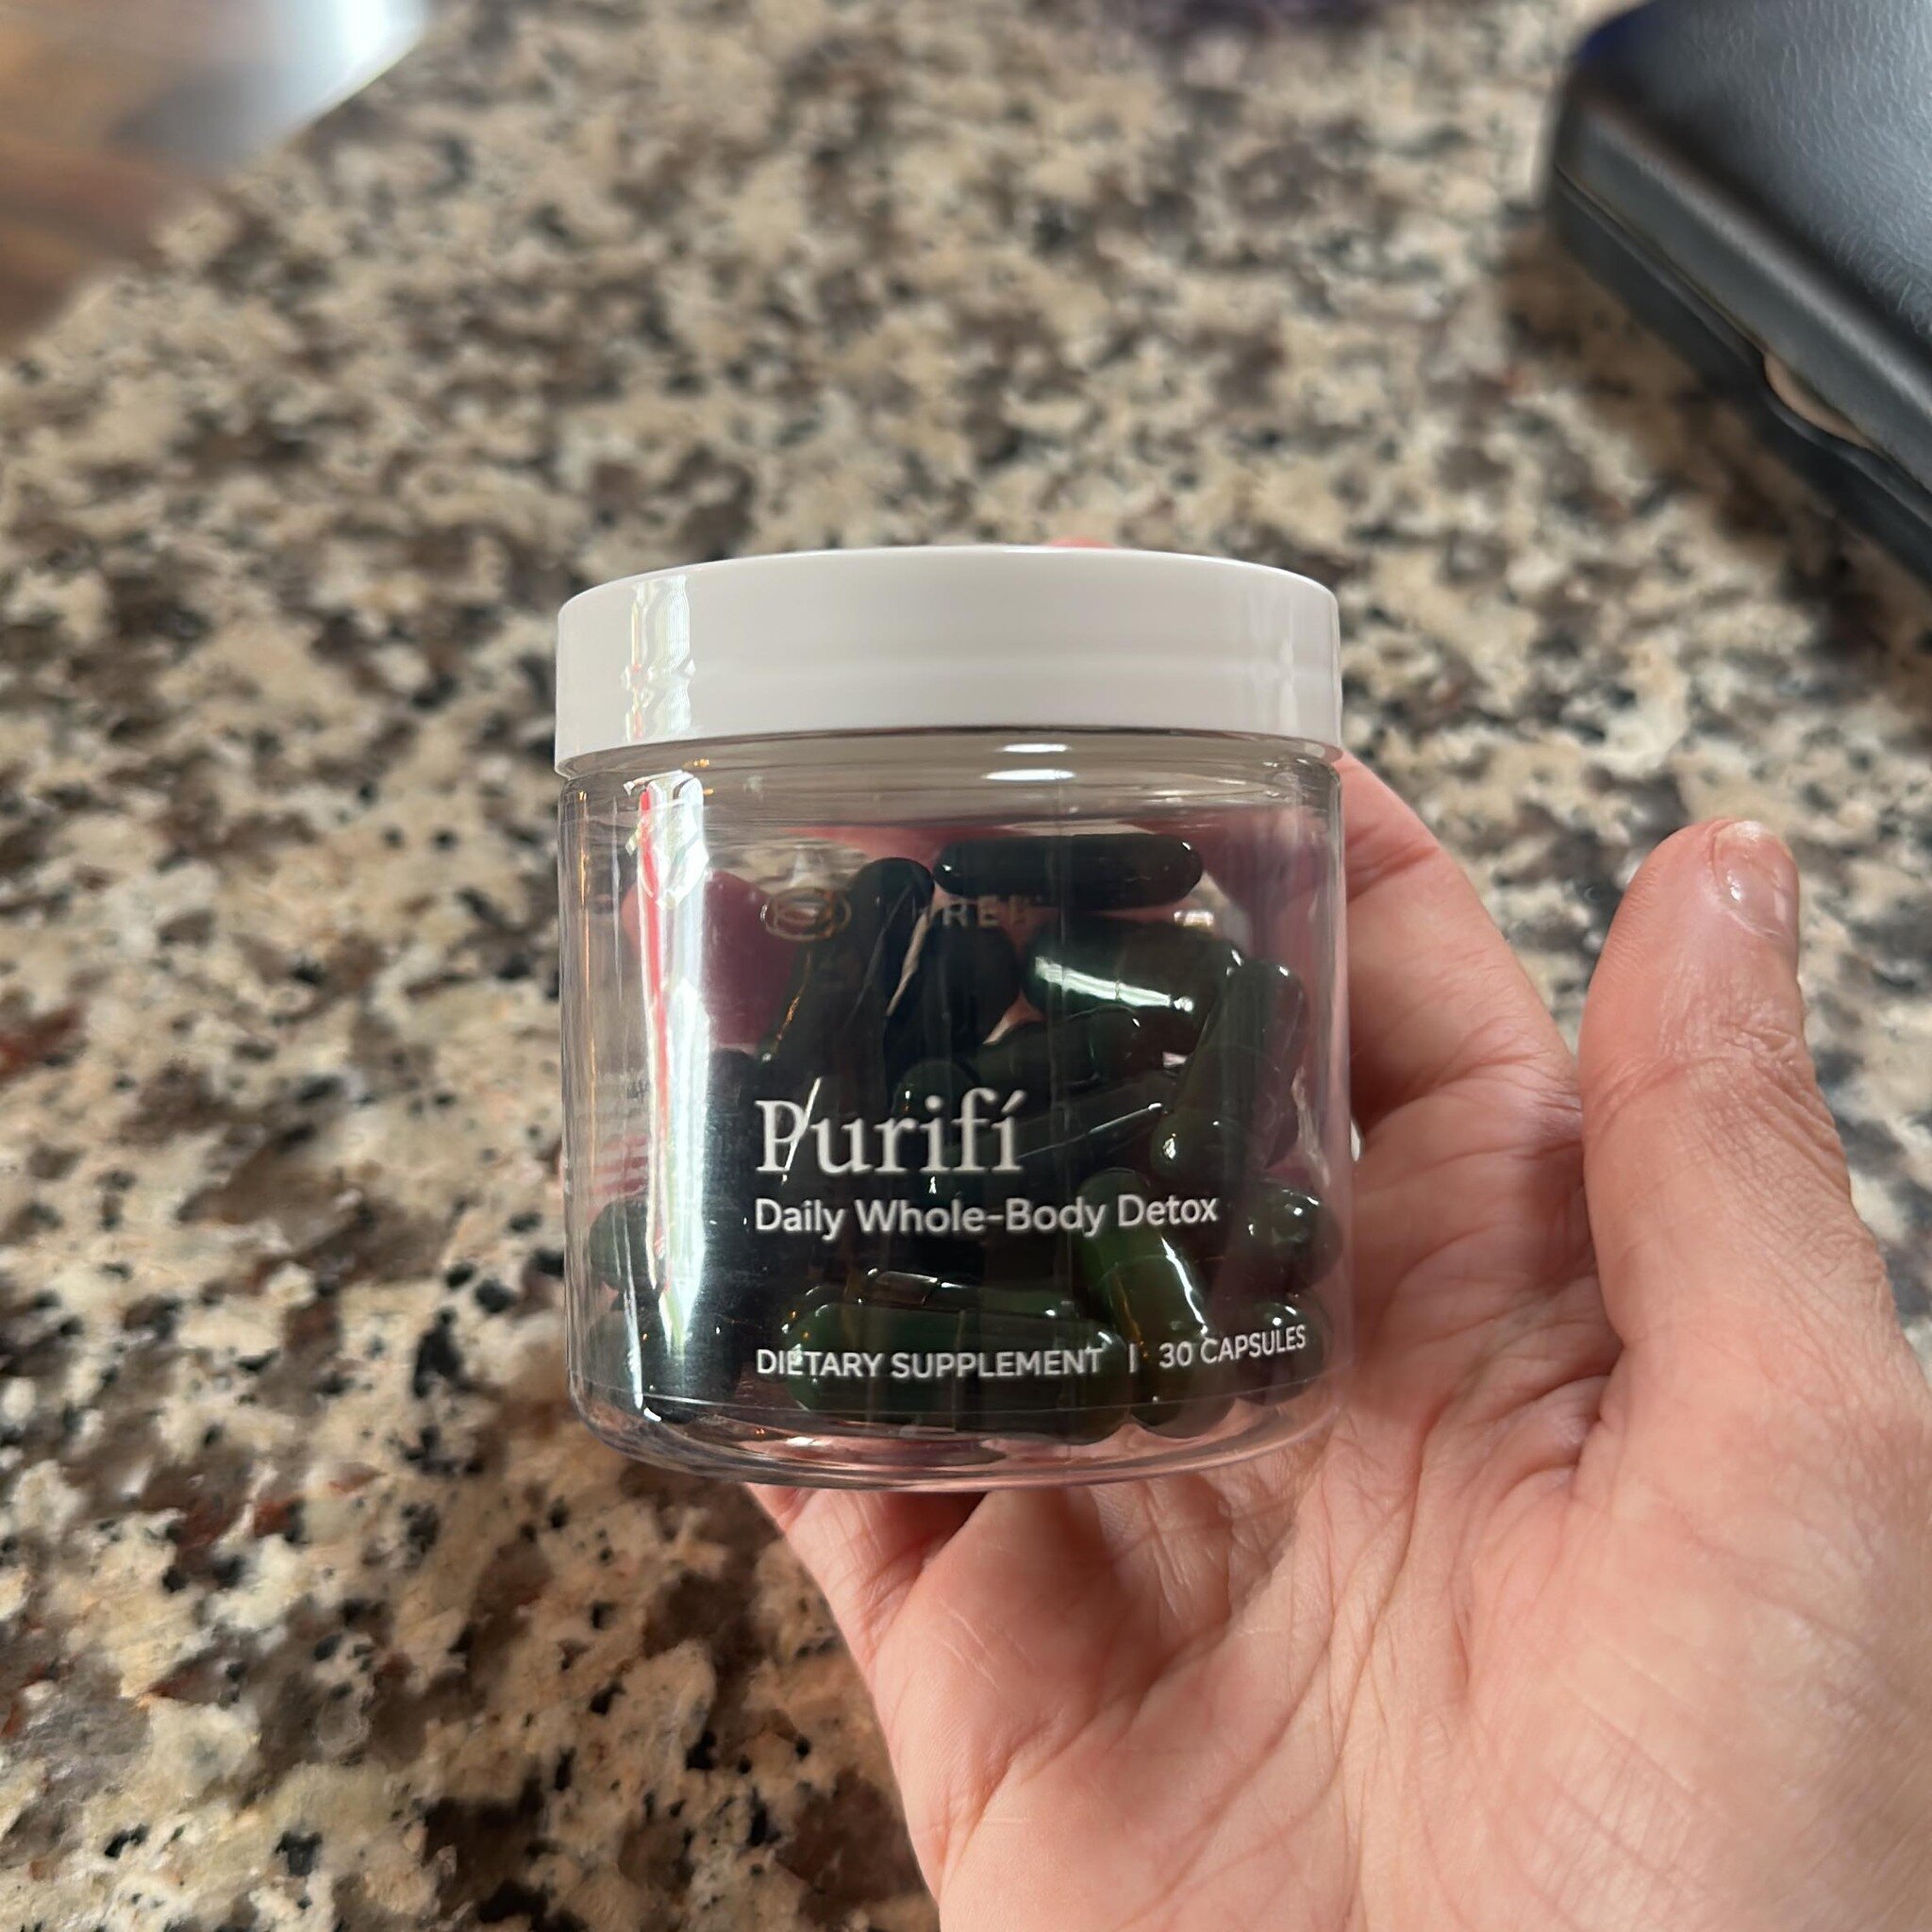 Purifí
Daily Whole-Body Detox
DIETARY SUPPLEMENT | 30 CAPSULES